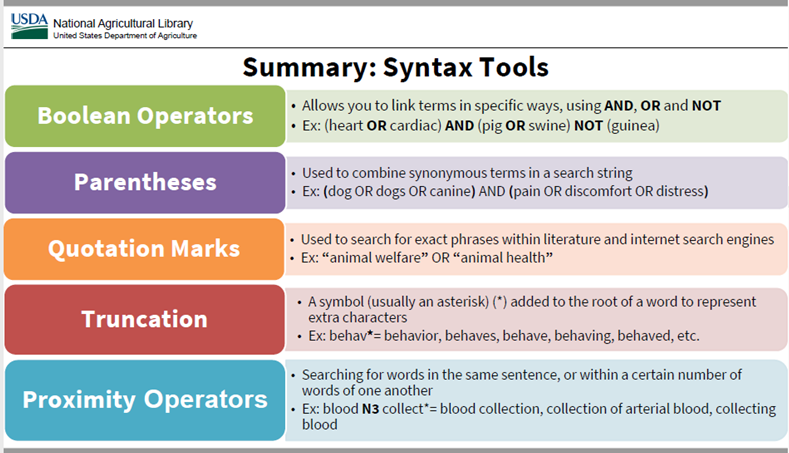 USDA National Agricultural Library
United States Department of Agriculture
Summary: Syntax Tools
Boolean Operators
• Allows you to link terms in specific ways, using AND, OR and NOT
• Ex: (heart OR cardiac) AND (pig OR swine) NOT (guinea)
Parentheses
• Used to combine synonymous terms in a search string
• Ex: (dog OR dogs OR canine) AND (pain OR discomfort OR distress)
Quotation Marks
• Used to search for exact phrases within literature and internet search engines
• Ex: “animal welfare” OR “animal health”
Truncation
• A symbol (usually an asterisk) (*) added to the root of a word to represent
extra characters
• Ex: behav*= behavior, behaves, behave, behaving, behaved, etc.
Proximity Operators
• Searching for words in the same sentence, or within a certain number of
words of one another
• Ex: blood N3 collect*= blood collection, collection of arterial blood, collecting
blood